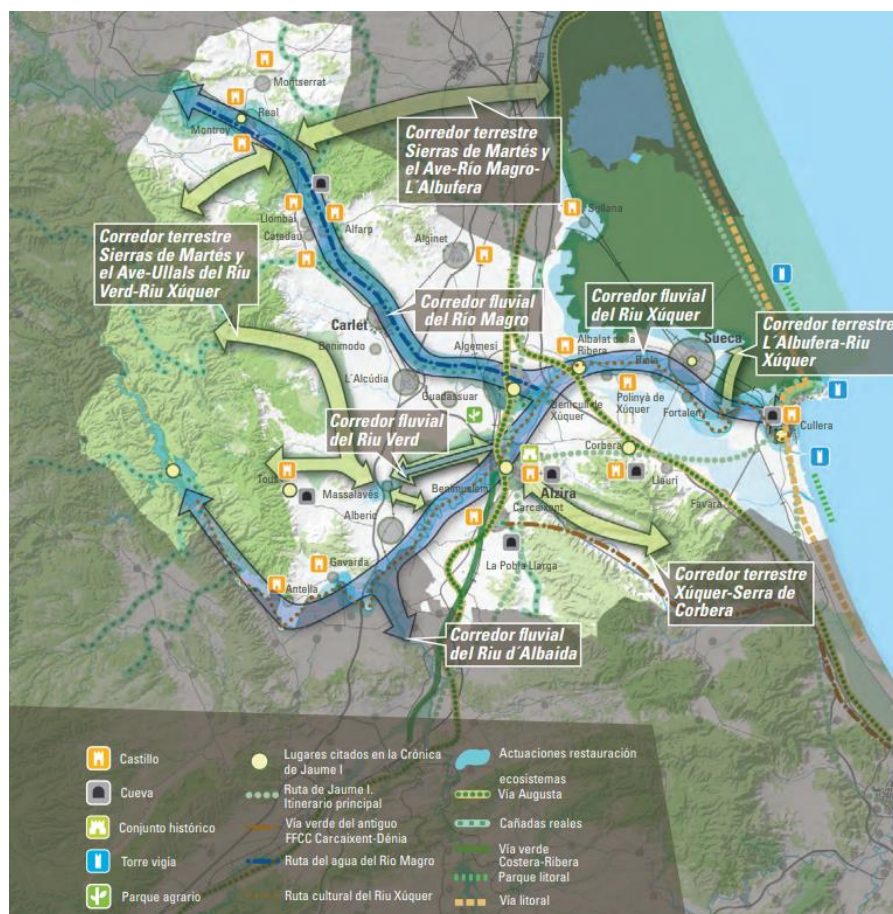 Montserrat
Real
Montroy
Corredor terrestre
Sierras de Martés y
el Ave-Río Magro-
L´Albufera
Sollana
Llombai
Catadau
Alfarp
Alginet
Corredor terrestre
Sierras de Martés y
el Ave-Ullals del Riu
Verd-Riu Xúquer
Corredor fluvial
del Río Magro
Corredor fluvial
del Riu Xúquer
Corredor terrestre
L´Albufera-Riu
Xúquer
Carlet
Benimodo
Algemesí
Albalat de la
Ribera
Sueca
Riola
L´Alcúdia
Guadassuar
Benicull de
Xúquer
Polinyà de
Xúquer
Fortaleny
Cullera
Corredor fluvial
del Riu Verd
Corbera
Llaurí
Favara
Tous
Massalavés
Benimuslem
Alzira
Carcaixent
Alberic
La Pobla Llarga
Gavarda
Antella
Corredor terrestre
Xúquer-Serra de
Corbera
Corredor fluvial
del Riu d´Albaida
Castillo
Cueva
Conjunto histórico
Torre vigía
Parque agrario
Lugares citados en la Crónica
de Jaume I
Ruta de Jaume I.
Itinerario principal
Vía verde del antiguo
FFCC Carcaixent-Dénia
Ruta del agua del Río Magro
Ruta cultural del Riu Xúquer
Actuaciones restauración
ecosistemas
Vía Augusta
Cañadas reales
Vía verde
Costera-Ribera
Parque litoral
Vía litoral